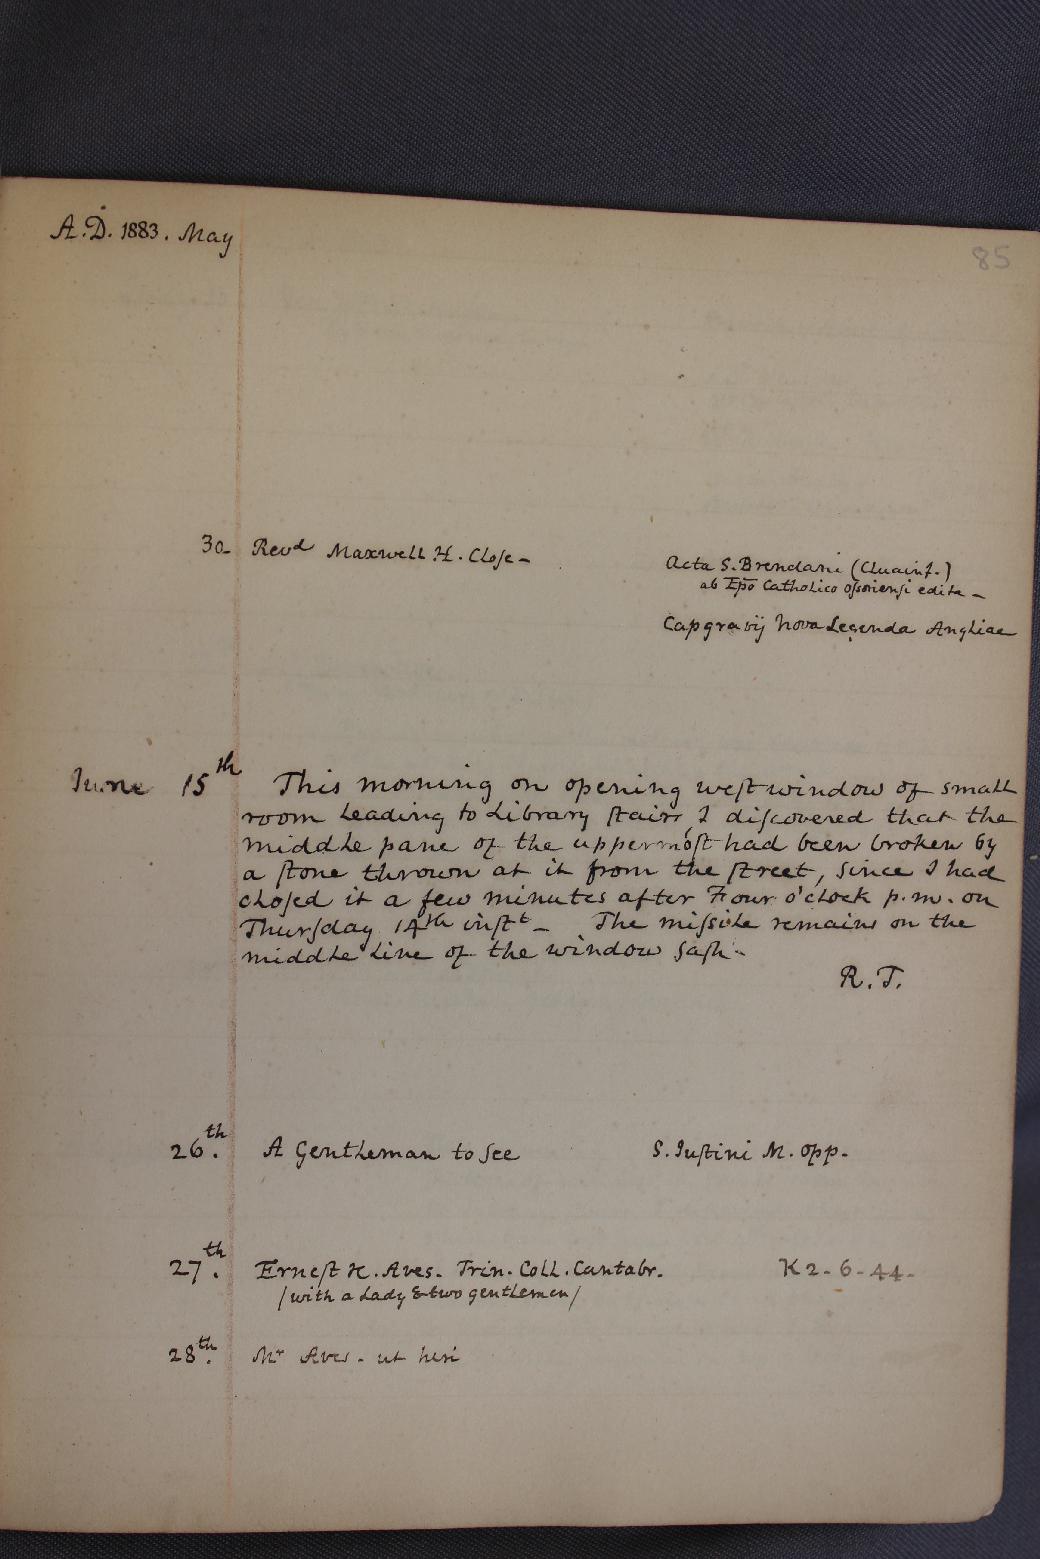 A.D. 1883. May
85
30 Revd Maxwell H. Close -
Acta S. Brendani (Cluainf.)
ab Epo Catholico Oſsoriensi edita -
Capgravij Nova Legenda Angliae
June 15th This morning on opening weſt window of small
room leading to Library ſtairs, I diſcovered that the
middle pane of the uppermoſt had been broken by
a ſtone thrown at it from the ſtreet, ſince I had
cloſed it a few minutes after Four o'clock p.m. on
Thurſday 14th inſtt - The miſsile remains on the
middle line of the window saſh -
R. T.
26th. A Gentleman to ſee S. Iuſtini M. Opp.
27th. Erneſt H. Aves. Trin. Coll. Cantabr. K2-6-44-
/with a Lady & two gentlemen/
28th. Mr Aves - ut heri